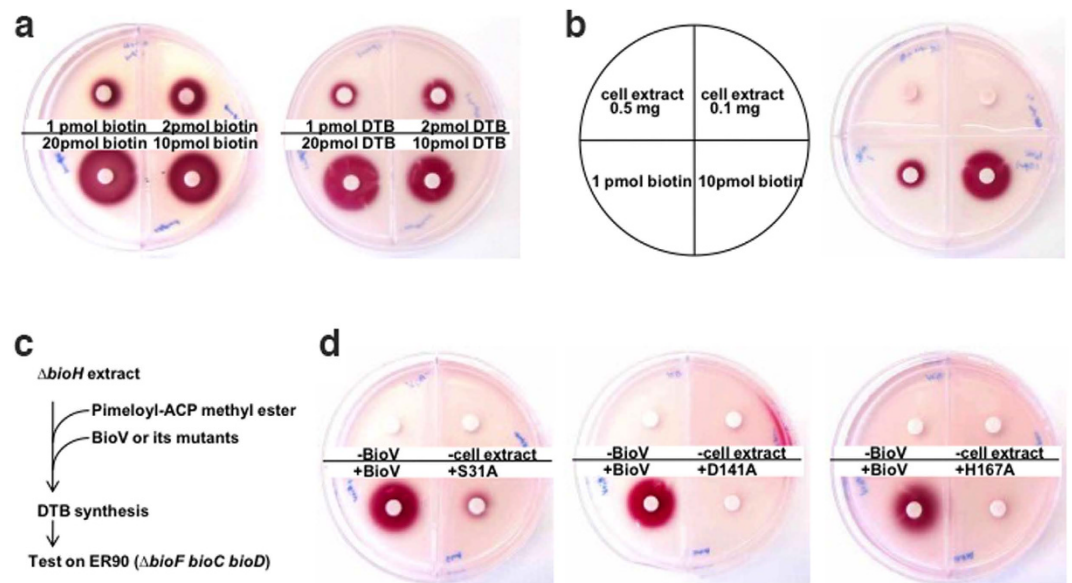 a
1 pmol biotin 2pmol biotin
20pmol biotin 10pmol biotin
1 pmol DTB 2pmol DTB
20pmol DTB 10pmol DTB
b
cell extract 0.5 mg
cell extract 0.1 mg
1 pmol biotin 10pmol biotin
c
ΔbioH extract
Pimeloyl-ACP methyl ester
BioV or its mutants
DTB synthesis
Test on ER90 (ΔbioF bioC bioD)
d
-BioV -cell extract
+BioV +S31A
-BioV -cell extract
+BioV +D141A
-BioV -cell extract
+BioV +H167A